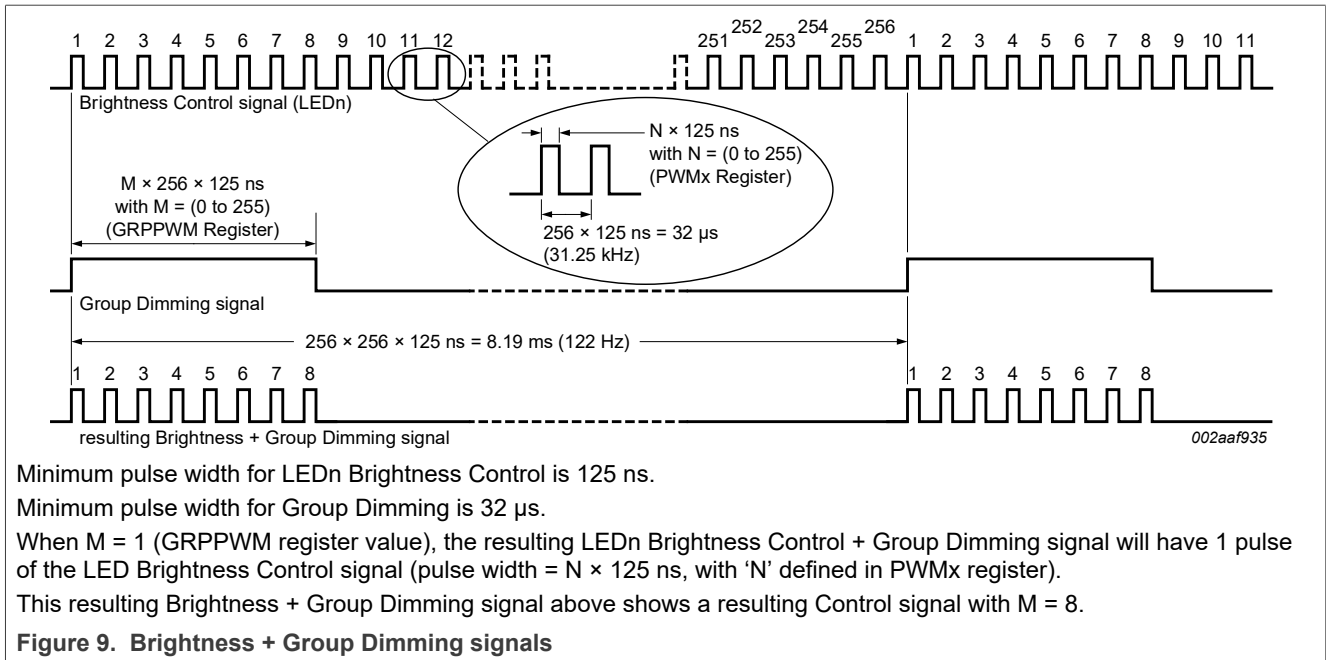 1 2 3 4 5 6 7 8 9 10 11 12 251 252 253 254 255 256 1 2 3 4 5 6 7 8 9 10 11
Brightness Control signal (LEDn)
N × 125 ns
with N = (0 to 255)
(PWMx Register)
256 × 125 ns = 32 μs
(31.25 kHz)
M × 256 × 125 ns
with M = (0 to 255)
(GRPPWM Register)
Group Dimming signal
256 × 256 × 125 ns = 8.19 ms (122 Hz)
1 2 3 4 5 6 7 8 1 2 3 4 5 6 7 8
resulting Brightness + Group Dimming signal
002aaf935
Minimum pulse width for LEDn Brightness Control is 125 ns.
Minimum pulse width for Group Dimming is 32 μs.
When M = 1 (GRPPWM register value), the resulting LEDn Brightness Control + Group Dimming signal will have 1 pulse
of the LED Brightness Control signal (pulse width = N × 125 ns, with ‘N’ defined in PWMx register).
This resulting Brightness + Group Dimming signal above shows a resulting Control signal with M = 8.
Figure 9. Brightness + Group Dimming signals